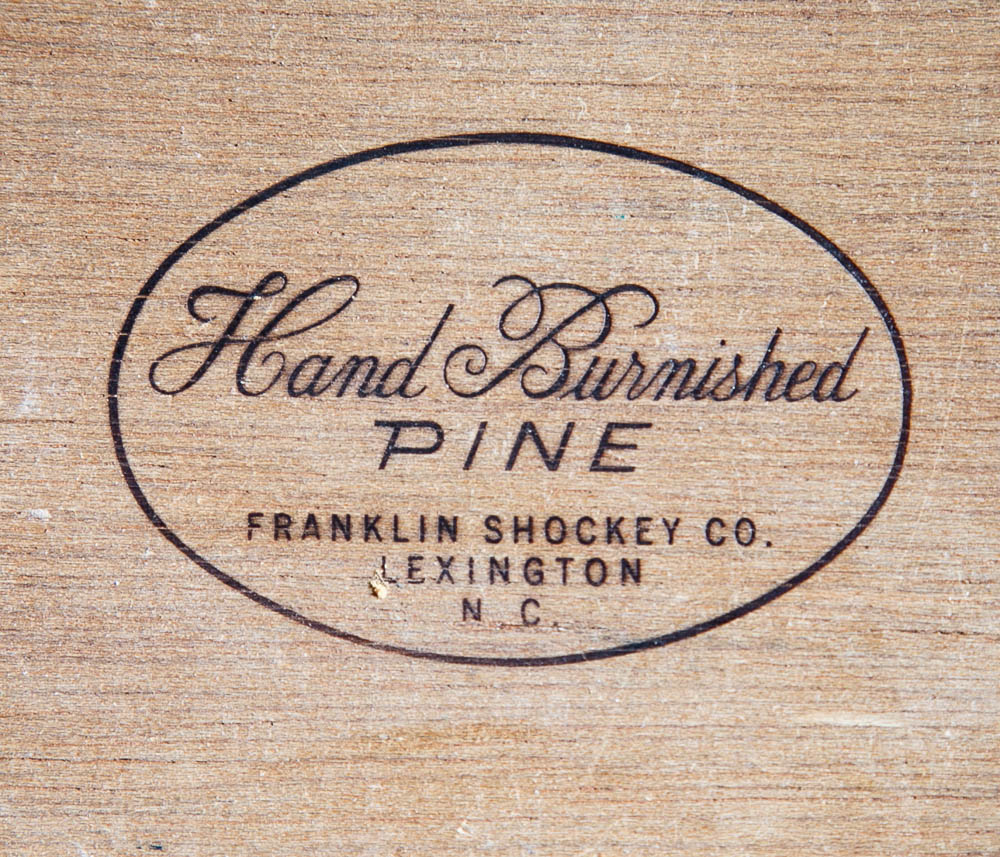 Hand Burnished
PINE
FRANKLIN SHOCKEY CO.
LEXINGTON
N. C.